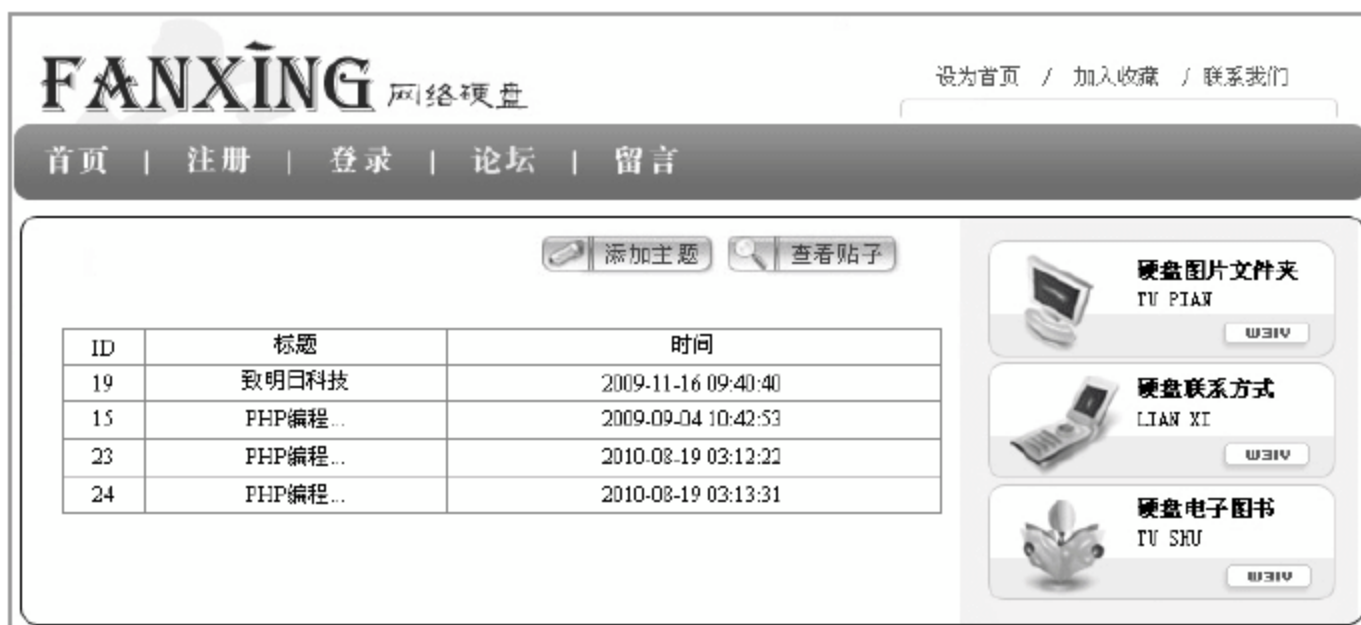 FANXING 网络硬盘
设为首页 / 加入收藏 / 联系我们
首页 | 注册 | 登录 | 论坛 | 留言
添加主题 查看贴子
ID 标题 时间
19 致明日科技 2009-11-16 09:40:40
15 PHP编程... 2009-09-04 10:42:53
23 PHP编程... 2010-08-19 03:12:22
24 PHP编程... 2010-08-19 03:13:31
硬盘图片文件夹
TU PIAN
VIEW
硬盘联系方式
LIAN XI
VIEW
硬盘电子图书
TU SHU
VIEW